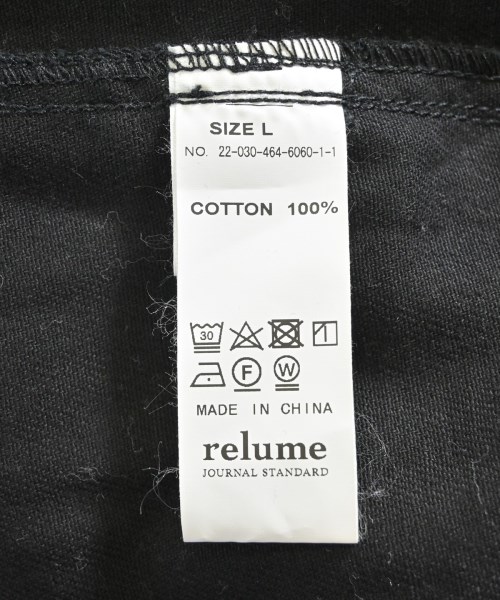 SIZE L
NO. 22-030-464-6060-1-1
COTTON 100%
30
F W
MADE IN CHINA
relume
JOURNAL STANDARD